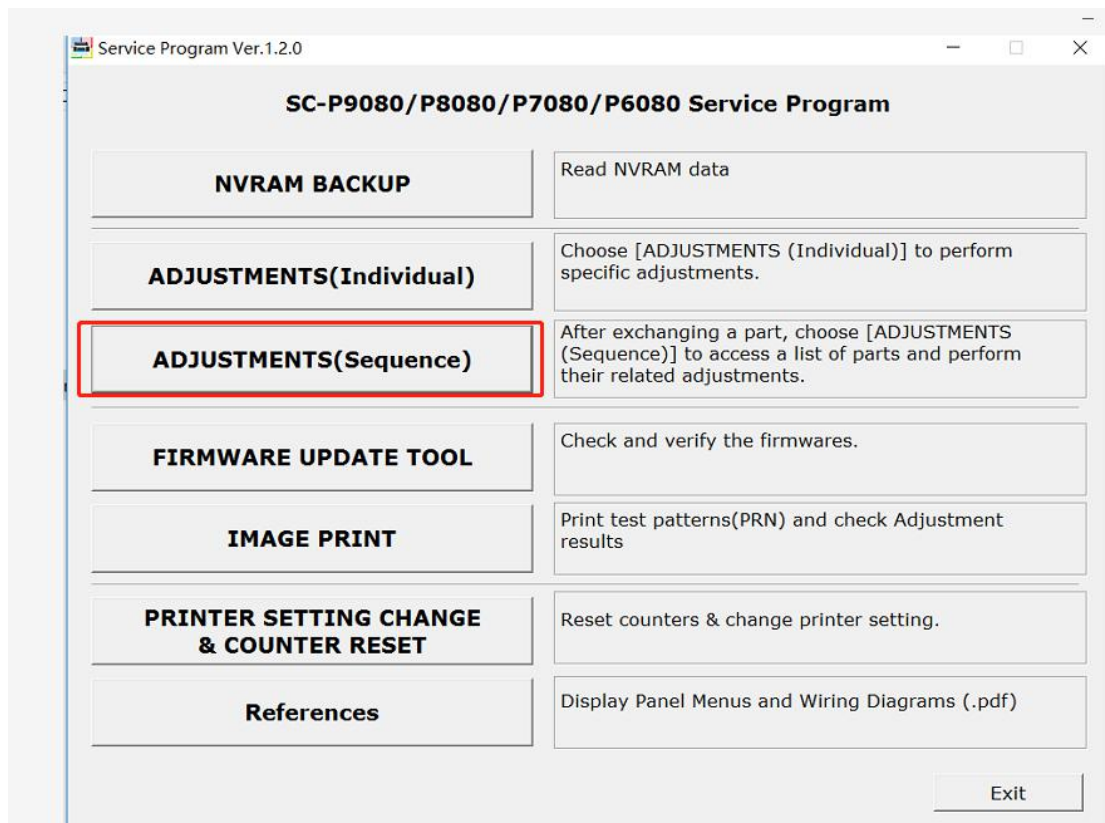 Service Program Ver.1.2.0
SC-P9080/P8080/P7080/P6080 Service Program
NVRAM BACKUP
Read NVRAM data
ADJUSTMENTS(Individual)
Choose [ADJUSTMENTS (Individual)] to perform
specific adjustments.
ADJUSTMENTS(Sequence)
After exchanging a part, choose [ADJUSTMENTS
(Sequence)] to access a list of parts and perform
their related adjustments.
FIRMWARE UPDATE TOOL
Check and verify the firmwares.
IMAGE PRINT
Print test patterns(PRN) and check Adjustment
results
PRINTER SETTING CHANGE
& COUNTER RESET
Reset counters & change printer setting.
References
Display Panel Menus and Wiring Diagrams (.pdf)
Exit